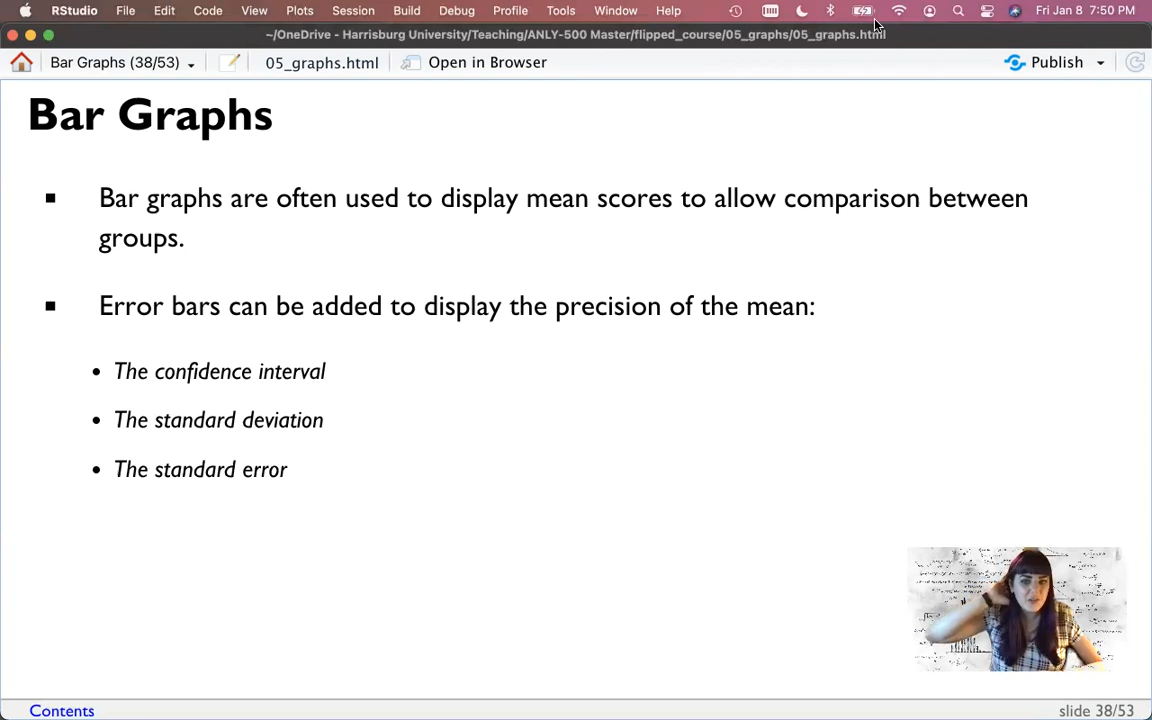 RStudio File Edit Code View Plots Session Build Debug Profile Tools Window Help Fri Jan 8 7:50 PM
~/OneDrive - Harrisburg University/Teaching/ANLY-500 Master/flipped_course/05_graphs/05_graphs.html
Bar Graphs (38/53) 05_graphs.html Open in Browser Publish
Bar Graphs
Bar graphs are often used to display mean scores to allow comparison between
groups.
Error bars can be added to display the precision of the mean:
The confidence interval
The standard deviation
The standard error
Contents slide 38/53